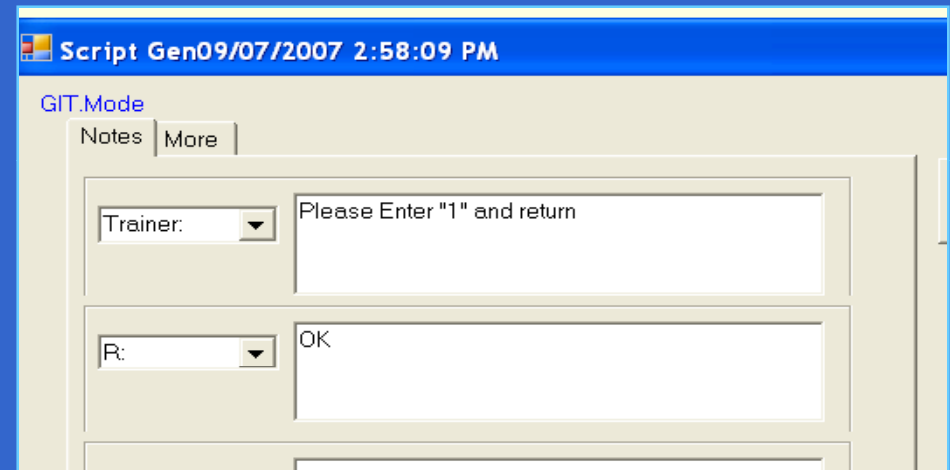 Script Gen09/07/2007 2:58:09 PM
GIT.Mode
Notes More
Trainer: Please Enter "1" and return
R: OK